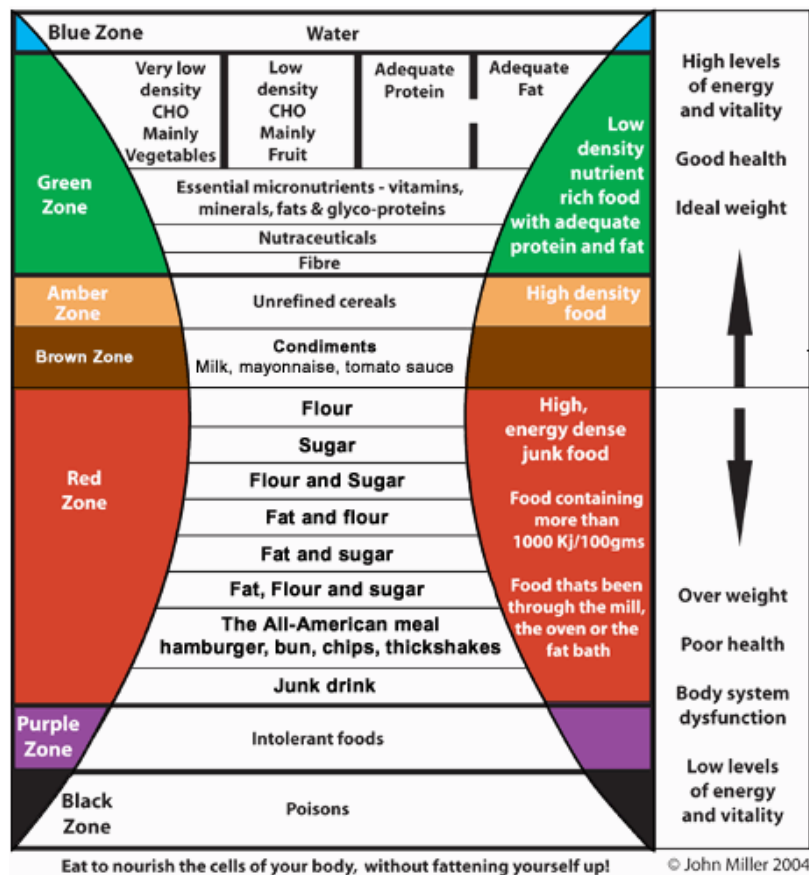 Blue Zone
Water
Very low
density
CHO
Mainly
Vegetables
Low
density
CHO
Mainly
Fruit
Adequate
Protein
Adequate
Fat
Green
Zone
Essential micronutrients - vitamins,
minerals, fats & glyco-proteins
Nutraceuticals
Fibre
Low
density
nutrient
rich food
with adequate
protein and fat
Amber
Zone
Unrefined cereals
High density
food
Brown Zone
Condiments
Milk, mayonnaise, tomato sauce
Red
Zone
Flour
Sugar
Flour and Sugar
Fat and flour
Fat and sugar
Fat, Flour and sugar
The All-American meal
hamburger, bun, chips, thickshakes
Junk drink
High,
energy dense
junk food
Food containing
more than
1000 Kj/100gms
Food thats been
through the mill,
the oven or the
fat bath
Purple
Zone
Intolerant foods
Black
Zone
Poisons
High levels
of energy
and vitality
Good health
Ideal weight
Over weight
Poor health
Body system
dysfunction
Low levels
of energy
and vitality
Eat to nourish the cells of your body, without fattening yourself up!
© John Miller 2004